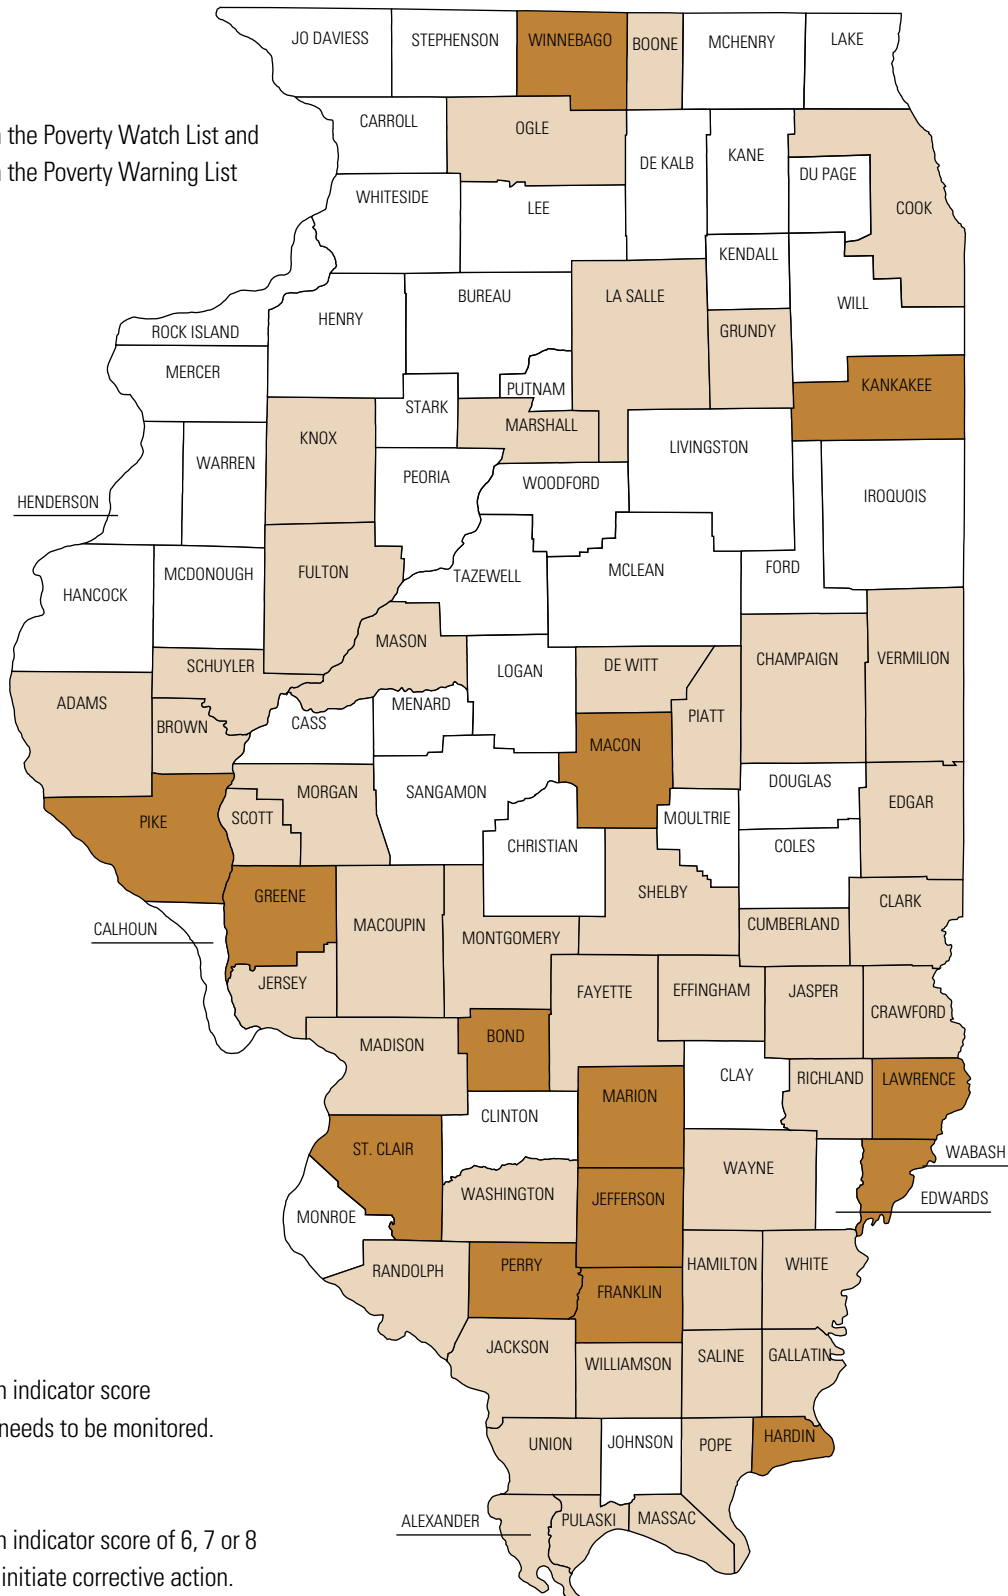 JO DAVIESS
STEPHENSON
WINNEBAGO
BOONE
MCHENRY
LAKE
CARROLL
OGLE
n the Poverty Watch List and
n the Poverty Warning List
DE KALB
KANE
DU PAGE
COOK
WHITESIDE
LEE
KENDALL
BUREAU
LA SALLE
WILL
HENRY
ROCK ISLAND
GRUNDY
MERCER
PUTNAM
KANKAKEE
STARK
MARSHALL
KNOX
WARREN
PEORIA
LIVINGSTON
WOODFORD
IROQUOIS
HENDERSON
HANCOCK
MCDONOUGH
FULTON
TAZEWELL
MCLEAN
FORD
MASON
SCHUYLER
LOGAN
DE WITT
CHAMPAIGN
VERMILION
ADAMS
BROWN
CASS
MENARD
PIATT
MACON
PIKE
SCOTT
MORGAN
SANGAMON
DOUGLAS
MOULTRIE
EDGAR
CHRISTIAN
COLES
GREENE
SHELBY
CLARK
CALHOUN
MACOUPIN
MONTGOMERY
CUMBERLAND
JERSEY
FAYETTE
EFFINGHAM
JASPER
CRAWFORD
MADISON
BOND
MARION
CLAY
RICHLAND
LAWRENCE
CLINTON
ST. CLAIR
WAYNE
WABASH
WASHINGTON
JEFFERSON
EDWARDS
MONROE
RANDOLPH
PERRY
FRANKLIN
HAMILTON
WHITE
JACKSON
WILLIAMSON
SALINE
GALLATIN
n indicator score
needs to be monitored.
UNION
JOHNSON
POPE
HARDIN
ALEXANDER
PULASKI
MASSAC
n indicator score of 6, 7 or 8
initiate corrective action.